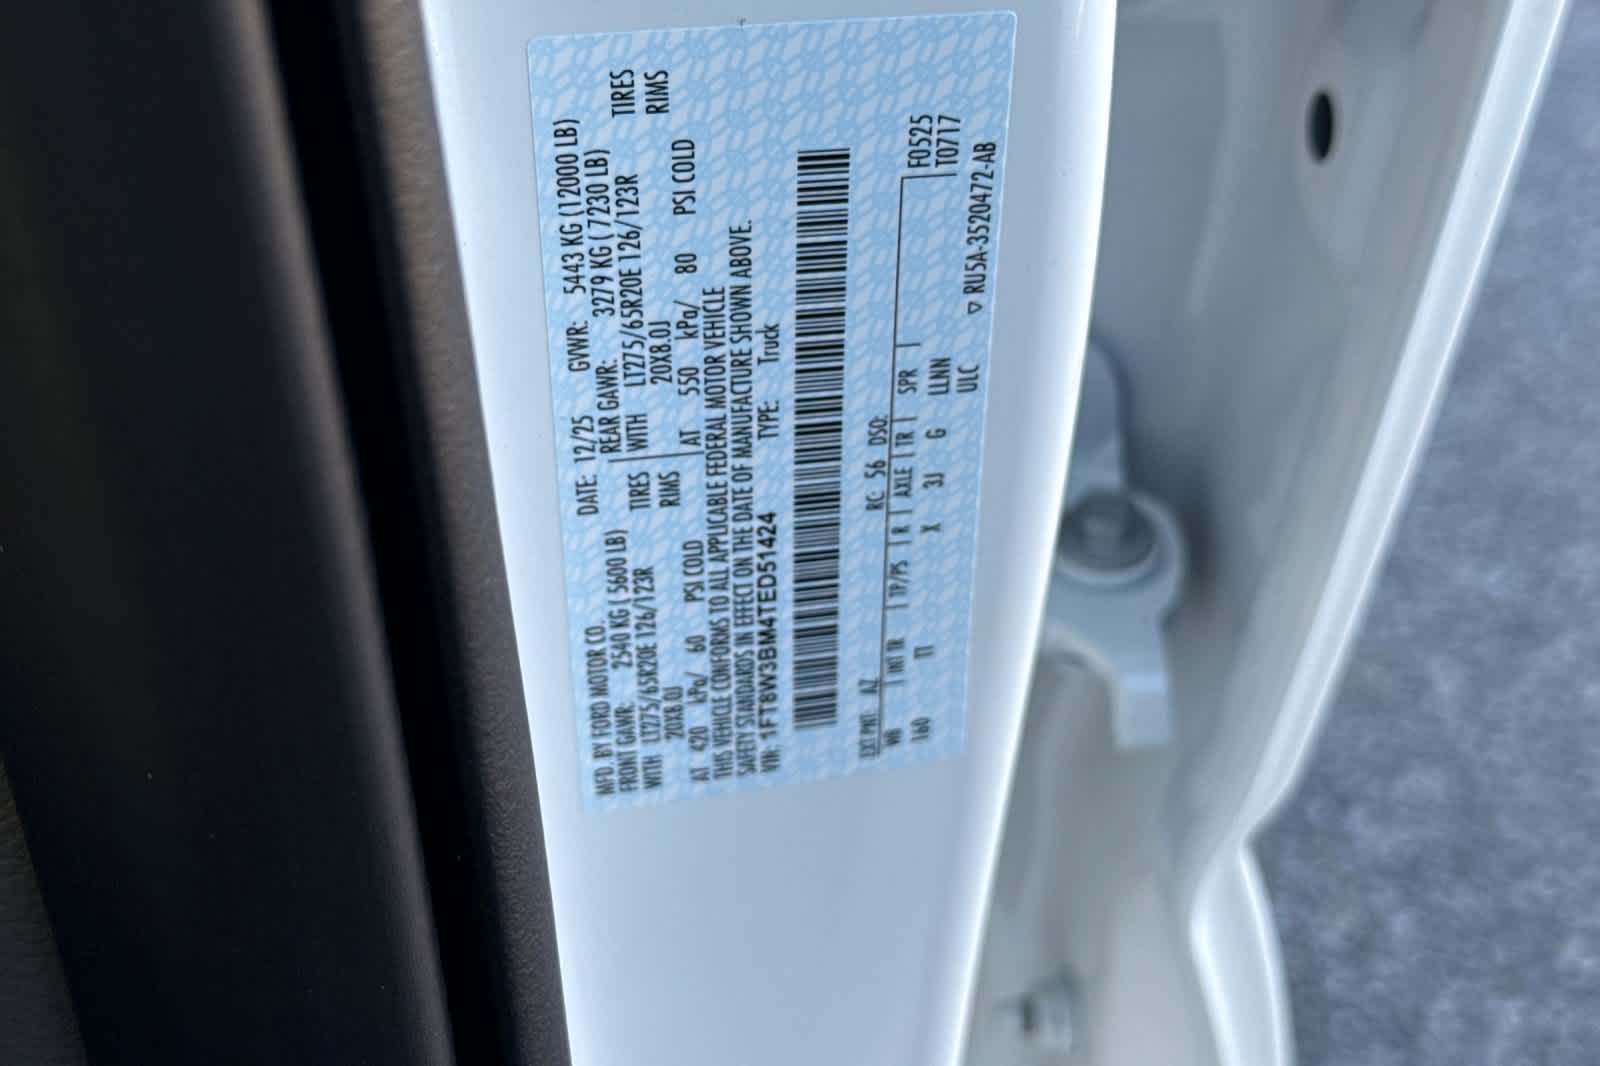 MFD. BY FORD MOTOR CO. DATE: 12/25 GVWR: 5443 KG (12000 LB)
FRONT GAWR: 2540 KG ( 5600 LB) REAR GAWR: 3279 KG ( 7230 LB)
WITH LT275/65R20E 126/123R TIRES WITH LT275/65R20E 126/123R TIRES
20X8.0J RIMS 20X8.0J RIMS
AT 420 kPa/ 60 PSI COLD AT 550 kPa/ 80 PSI COLD
THIS VEHICLE CONFORMS TO ALL APPLICABLE FEDERAL MOTOR VEHICLE
SAFETY STANDARDS IN EFFECT ON THE DATE OF MANUFACTURE SHOWN ABOVE.
VIN: 1FT8W3BM4TED51424 TYPE: Truck
EXT PNT: AZ RC: 56 DSO:
WB INT TR TP/PS R AXLE TR SPR F0525
160 TT X 3J G LLNN T0717
ULC
▽ RU5A-3520472-AB